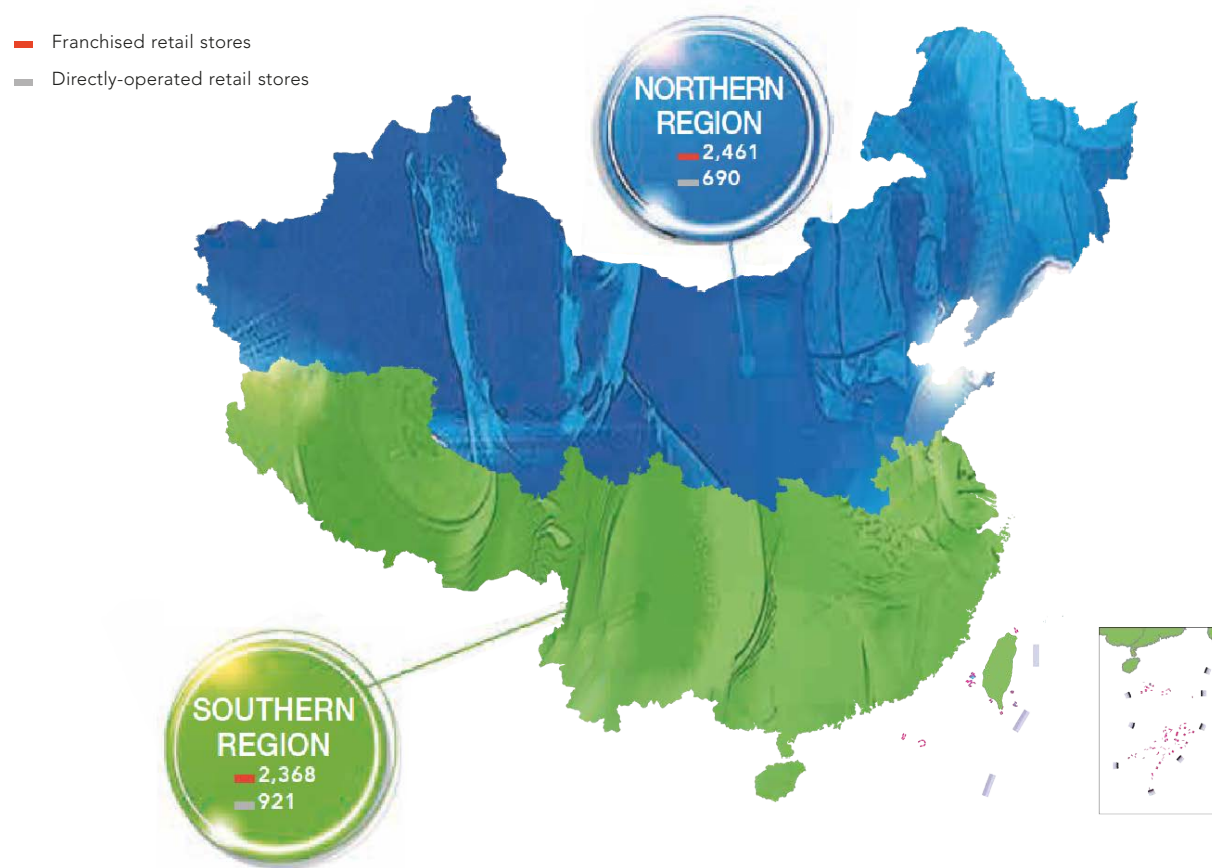 Franchised retail stores
Directly-operated retail stores
NORTHERN
REGION
2,461
690
SOUTHERN
REGION
2,368
921